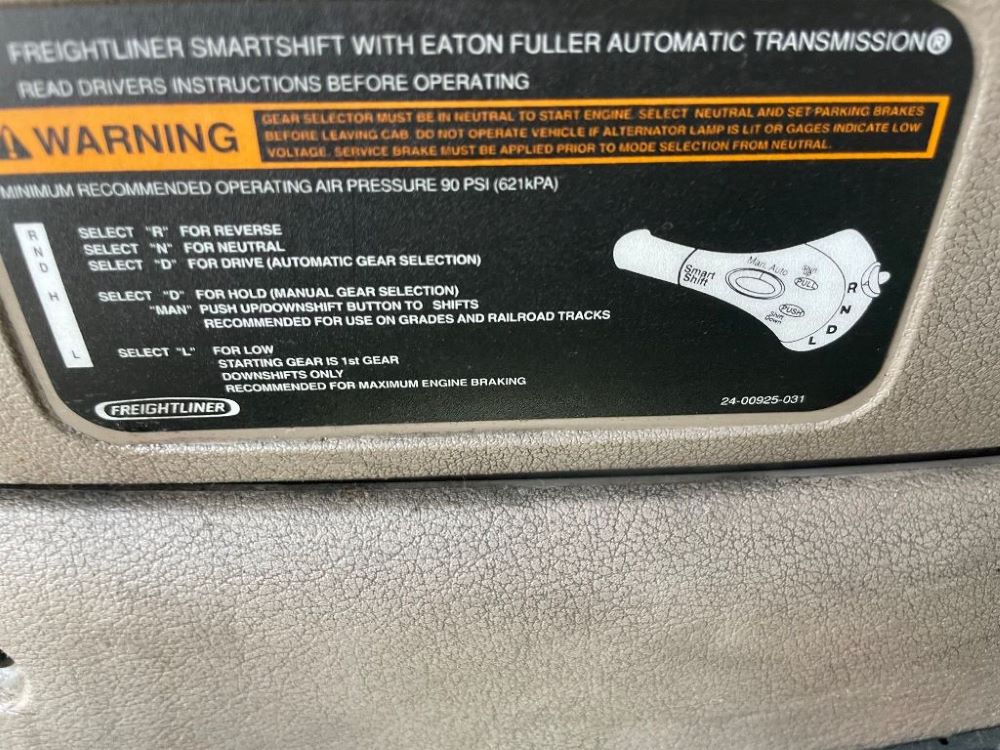 FREIGHTLINER SMARTSHIFT WITH EATON FULLER AUTOMATIC TRANSMISSION®
READ DRIVERS INSTRUCTIONS BEFORE OPERATING
WARNING
GEAR SELECTOR MUST BE IN NEUTRAL TO START ENGINE. SELECT NEUTRAL AND SET PARKING BRAKES
BEFORE LEAVING CAB. DO NOT OPERATE VEHICLE IF ALTERNATOR LAMP IS LIT OR GAGES INDICATE LOW
VOLTAGE. SERVICE BRAKE MUST BE APPLIED PRIOR TO MODE SELECTION FROM NEUTRAL.
MINIMUM RECOMMENDED OPERATING AIR PRESSURE 90 PSI (621kPA)
R
N
D
H
L
SELECT "R" FOR REVERSE
SELECT "N" FOR NEUTRAL
SELECT "D" FOR DRIVE (AUTOMATIC GEAR SELECTION)
SELECT "D" FOR HOLD (MANUAL GEAR SELECTION)
"MAN" PUSH UP/DOWNSHIFT BUTTON TO SHIFTS
RECOMMENDED FOR USE ON GRADES AND RAILROAD TRACKS
SELECT "L" FOR LOW
STARTING GEAR IS 1st GEAR
DOWNSHIFTS ONLY
RECOMMENDED FOR MAXIMUM ENGINE BRAKING
Smart
Shift
Man Auto
PULL
PUSH
Shift
Down
R
N
D
L
FREIGHTLINER
24-00925-031